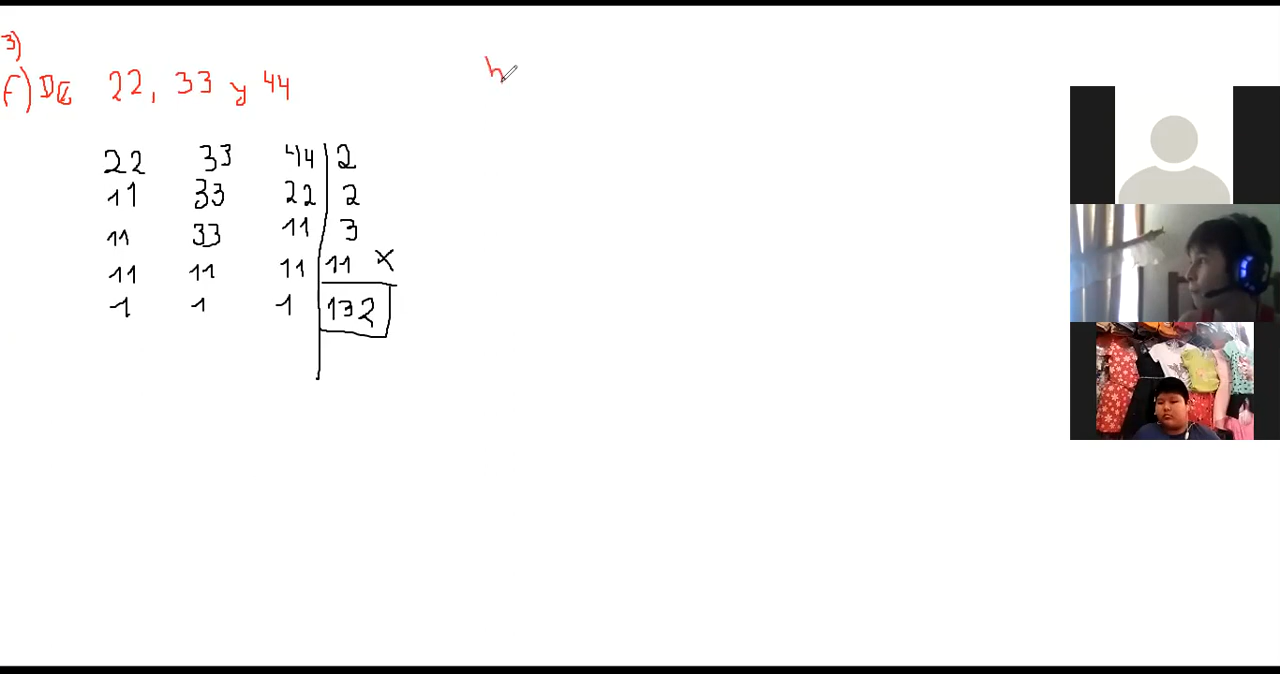 3)
f) De 22, 33 y 44
22 33 44 2
11 33 22 2
11 33 11 3
11 11 11 11 x
1 1 1 132
h